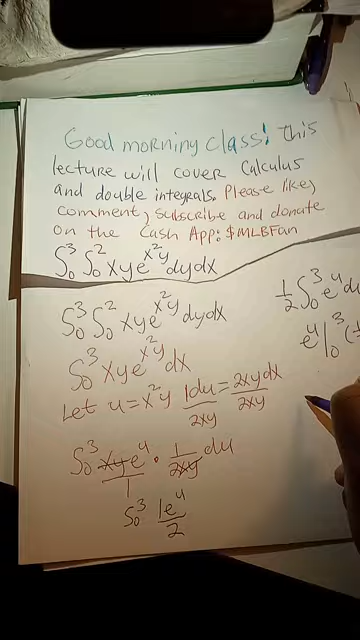 Good morning class! This
lecture will cover Calculus
and double integrals. Please like,
comment, subscribe and donate
on the Cash App: $MLBFan
∫₀³ ∫₀² xye^x²y dydx
∫₀³ ∫₀² xye^x²y dydx
∫₀³ xye^x²y dx
Let u = x²y 1du/2xy = 2xydx/2xy
∫₀³ xye^u/1 · 1/2xy du
∫₀³ 1e^u/2
1/2 ∫₀³ e^u du
e^u |₀³